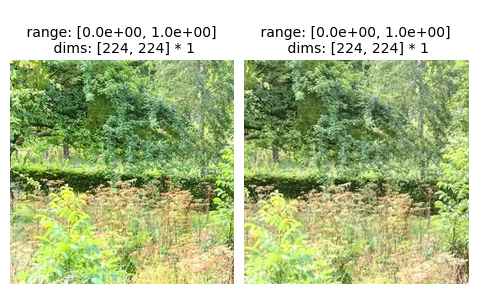 range: [0.0e+00, 1.0e+00]
dims: [224, 224] * 1
range: [0.0e+00, 1.0e+00]
dims: [224, 224] * 1